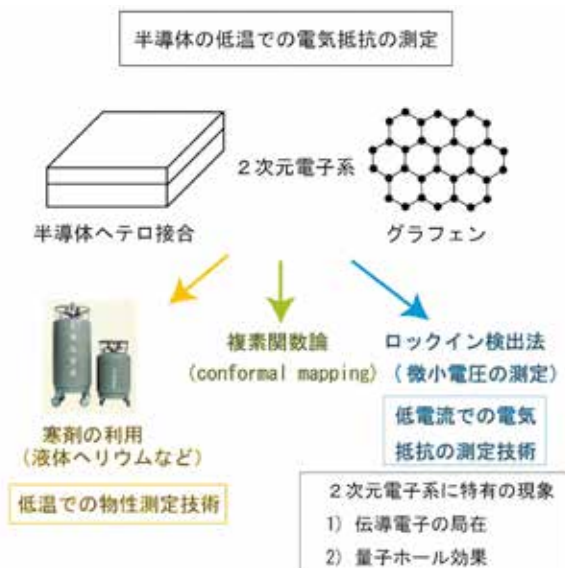 半導体の低温での電気抵抗の測定
2次元電子系
半導体ヘテロ接合
グラフェン
複素関数論
(conformal mapping)
ロックイン検出法
(微小電圧の測定)
寒剤の利用
(液体ヘリウムなど)
低温での物性測定技術
低電流での電気
抵抗の測定技術
2次元電子系に特有の現象
1) 伝導電子の局在
2) 量子ホール効果